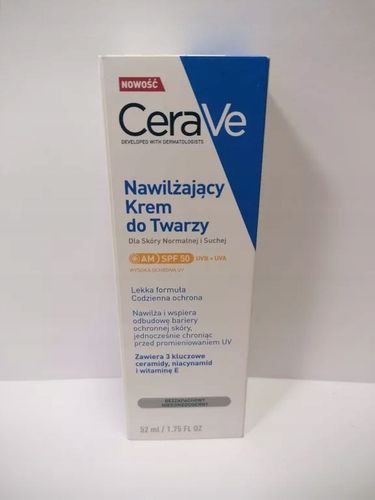 NOWOŚĆ
CeraVe
DEVELOPED WITH DERMATOLOGISTS
Nawilżający
Krem
do Twarzy
Dla Skóry Normalnej i Suchej
AM SPF 50 UVB + UVA
WYSOKA OCHRONA UV
Lekka formuła
Codzienna ochrona
Nawilża i wspiera
odbudowę bariery
ochronnej skóry,
jednocześnie chroniąc
przed promieniowaniem UV
Zawiera 3 kluczowe
ceramidy, niacynamid
i witaminę E
BEZZAPACHOWY
NIEKOMEDOGENNY
52 ml / 1.75 FL OZ